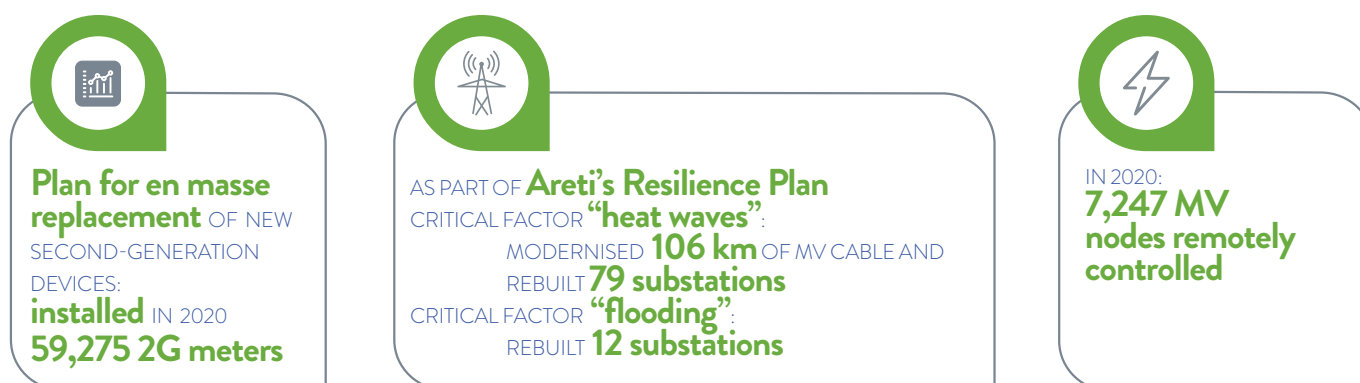 Plan for en masse
replacement OF NEW
SECOND-GENERATION
DEVICES:
installed IN 2020
59,275 2G meters
AS PART OF Areti's Resilience Plan
CRITICAL FACTOR "heat waves":
MODERNISED 106 km OF MV CABLE AND
REBUILT 79 substations
CRITICAL FACTOR "flooding":
REBUILT 12 substations
IN 2020:
7,247 MV
nodes remotely
controlled